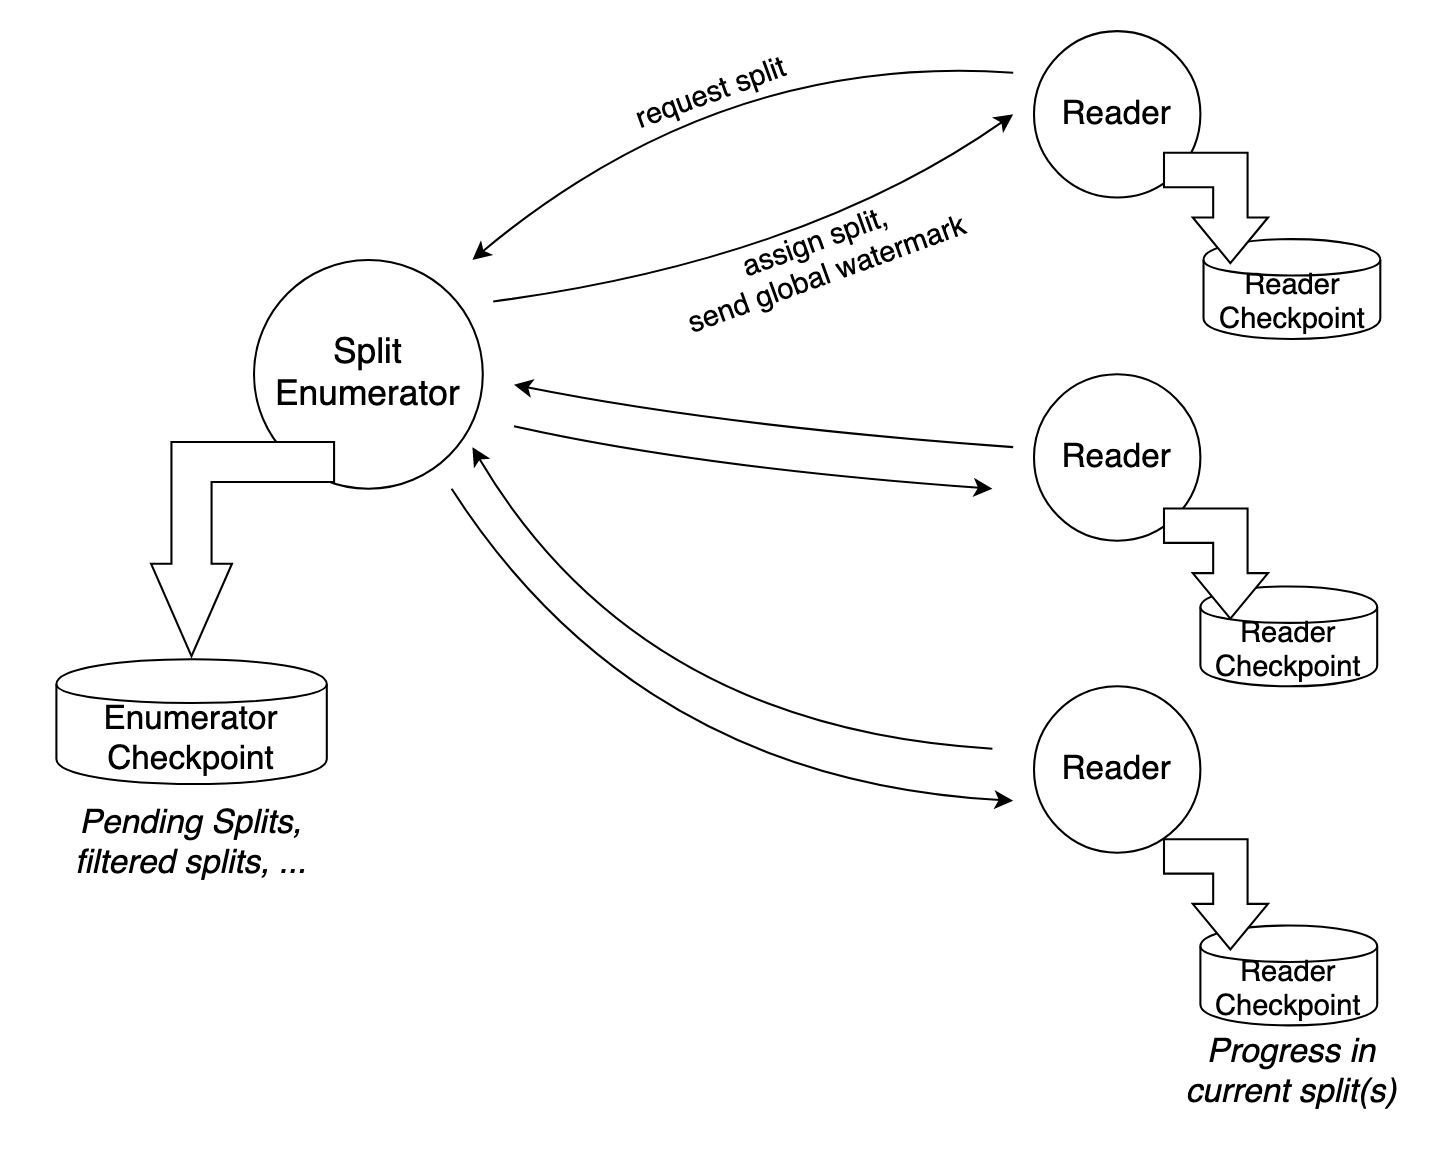 request split
Reader
assign split,
send global watermark
Reader
Checkpoint
Split
Enumerator
Reader
Reader
Checkpoint
Enumerator
Checkpoint
Pending Splits,
filtered splits, ...
Reader
Reader
Checkpoint
Progress in
current split(s)